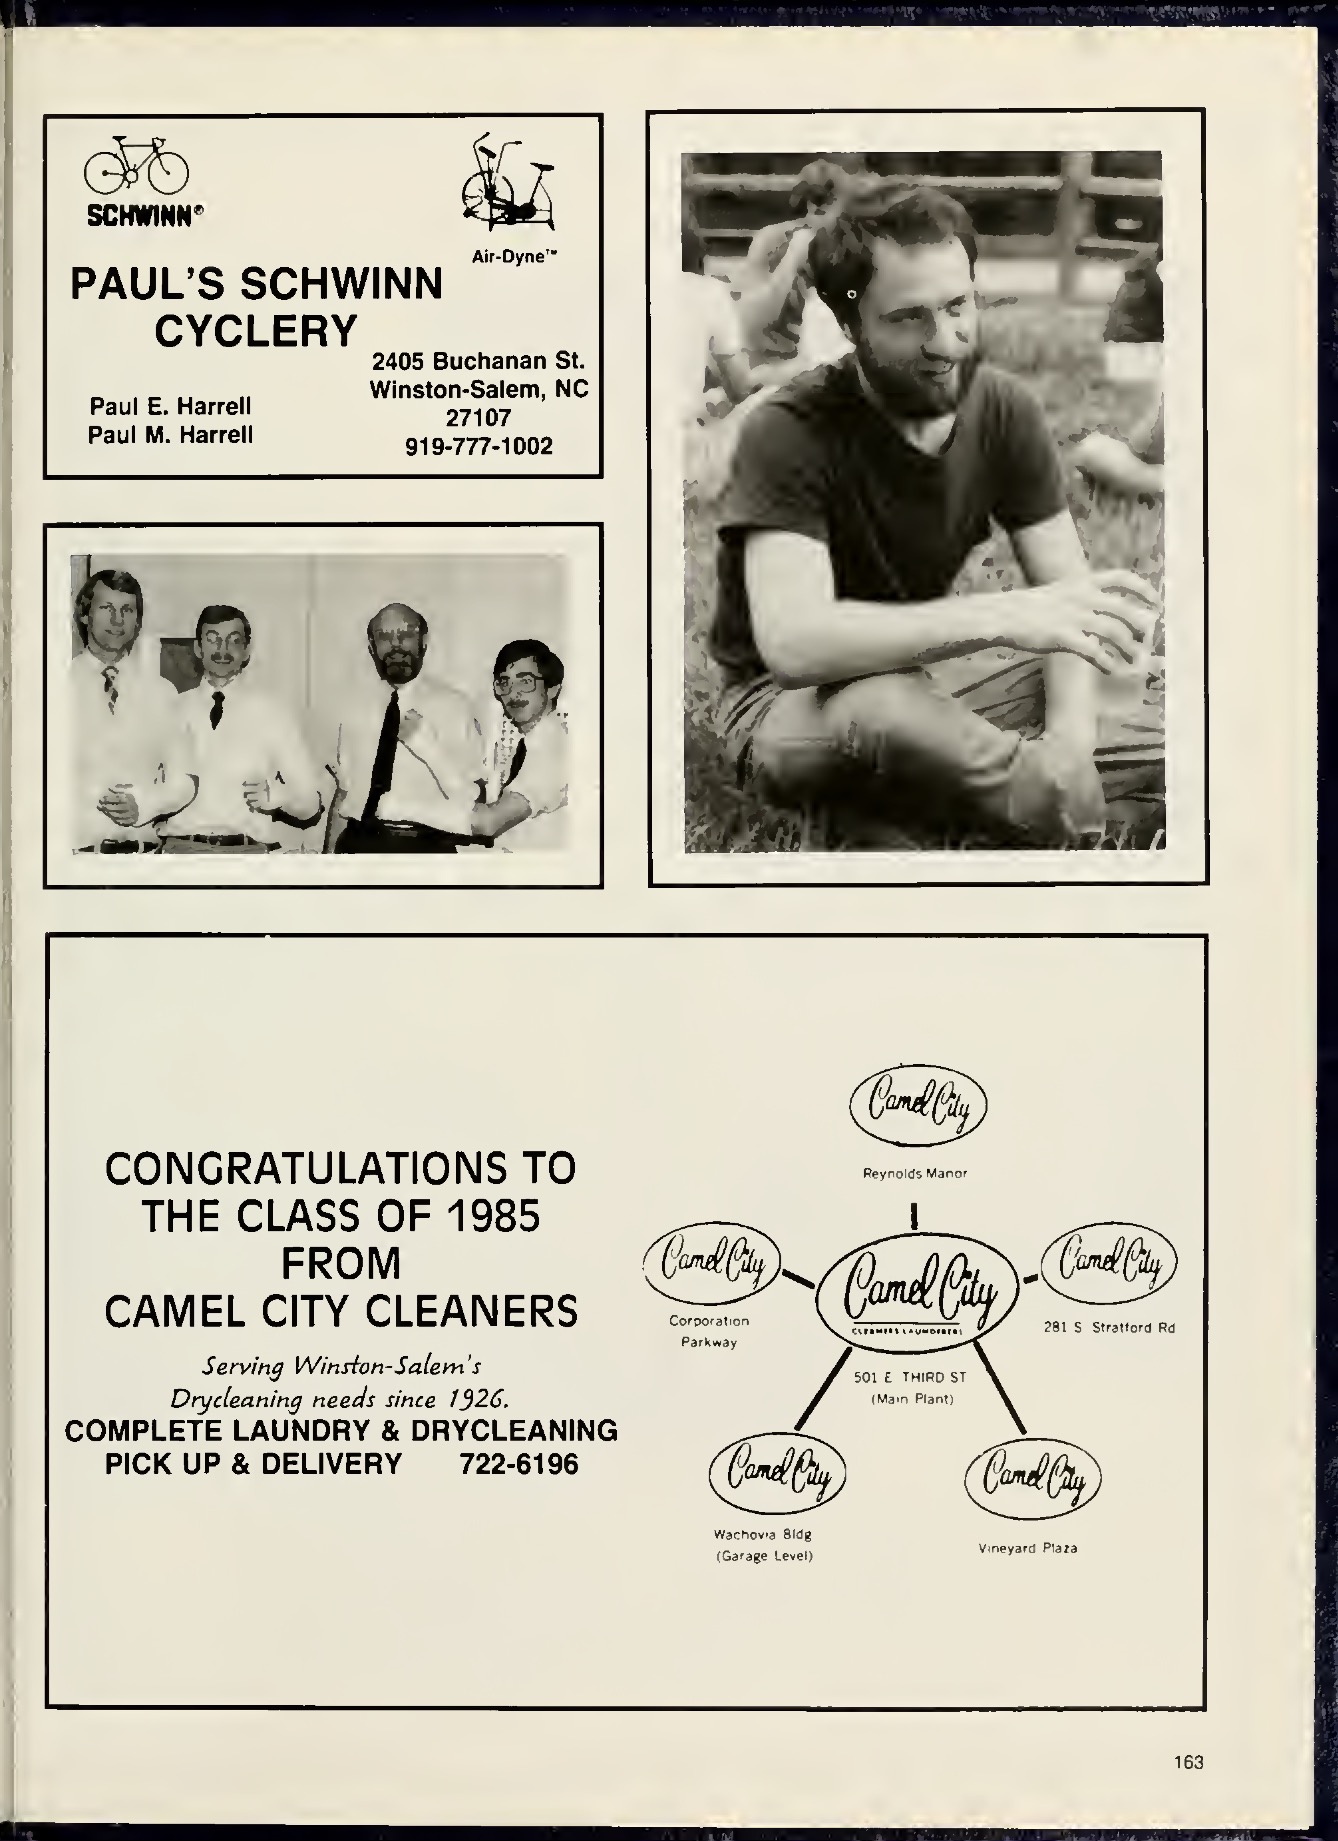 SCHWINN®
Air-Dyne™
PAUL'S SCHWINN
CYCLERY
2405 Buchanan St.
Winston-Salem, NC
27107
919-777-1002
Paul E. Harrell
Paul M. Harrell
CONGRATULATIONS TO
THE CLASS OF 1985
FROM
CAMEL CITY CLEANERS
Serving Winston-Salem's
Drycleaning needs since 1926.
COMPLETE LAUNDRY & DRYCLEANING
PICK UP & DELIVERY 722-6196
Camel City
Reynolds Manor
Camel City
Corporation
Parkway
Camel City
CLEANERS LAUNDERERS
501 E. THIRD ST
(Main Plant)
Camel City
281 S Stratford Rd
Camel City
Wachovia Bldg
(Garage Level)
Camel City
Vineyard Plaza
163